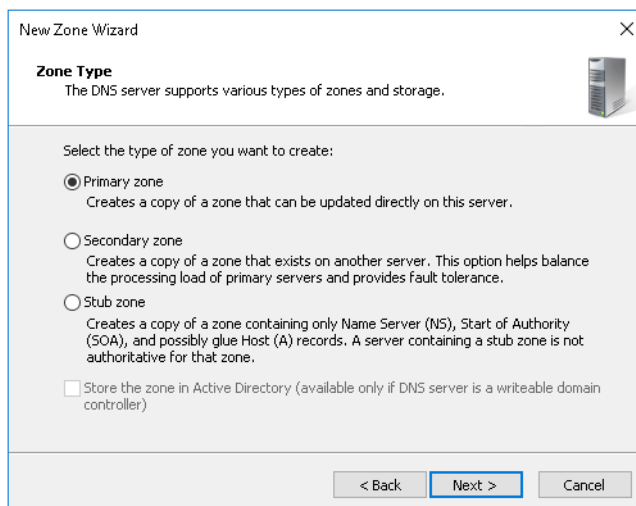 New Zone Wizard
Zone Type
The DNS server supports various types of zones and storage.
Select the type of zone you want to create:
Primary zone
Creates a copy of a zone that can be updated directly on this server.
Secondary zone
Creates a copy of a zone that exists on another server. This option helps balance
the processing load of primary servers and provides fault tolerance.
Stub zone
Creates a copy of a zone containing only Name Server (NS), Start of Authority
(SOA), and possibly glue Host (A) records. A server containing a stub zone is not
authoritative for that zone.
Store the zone in Active Directory (available only if DNS server is a writeable domain
controller)
< Back Next > Cancel